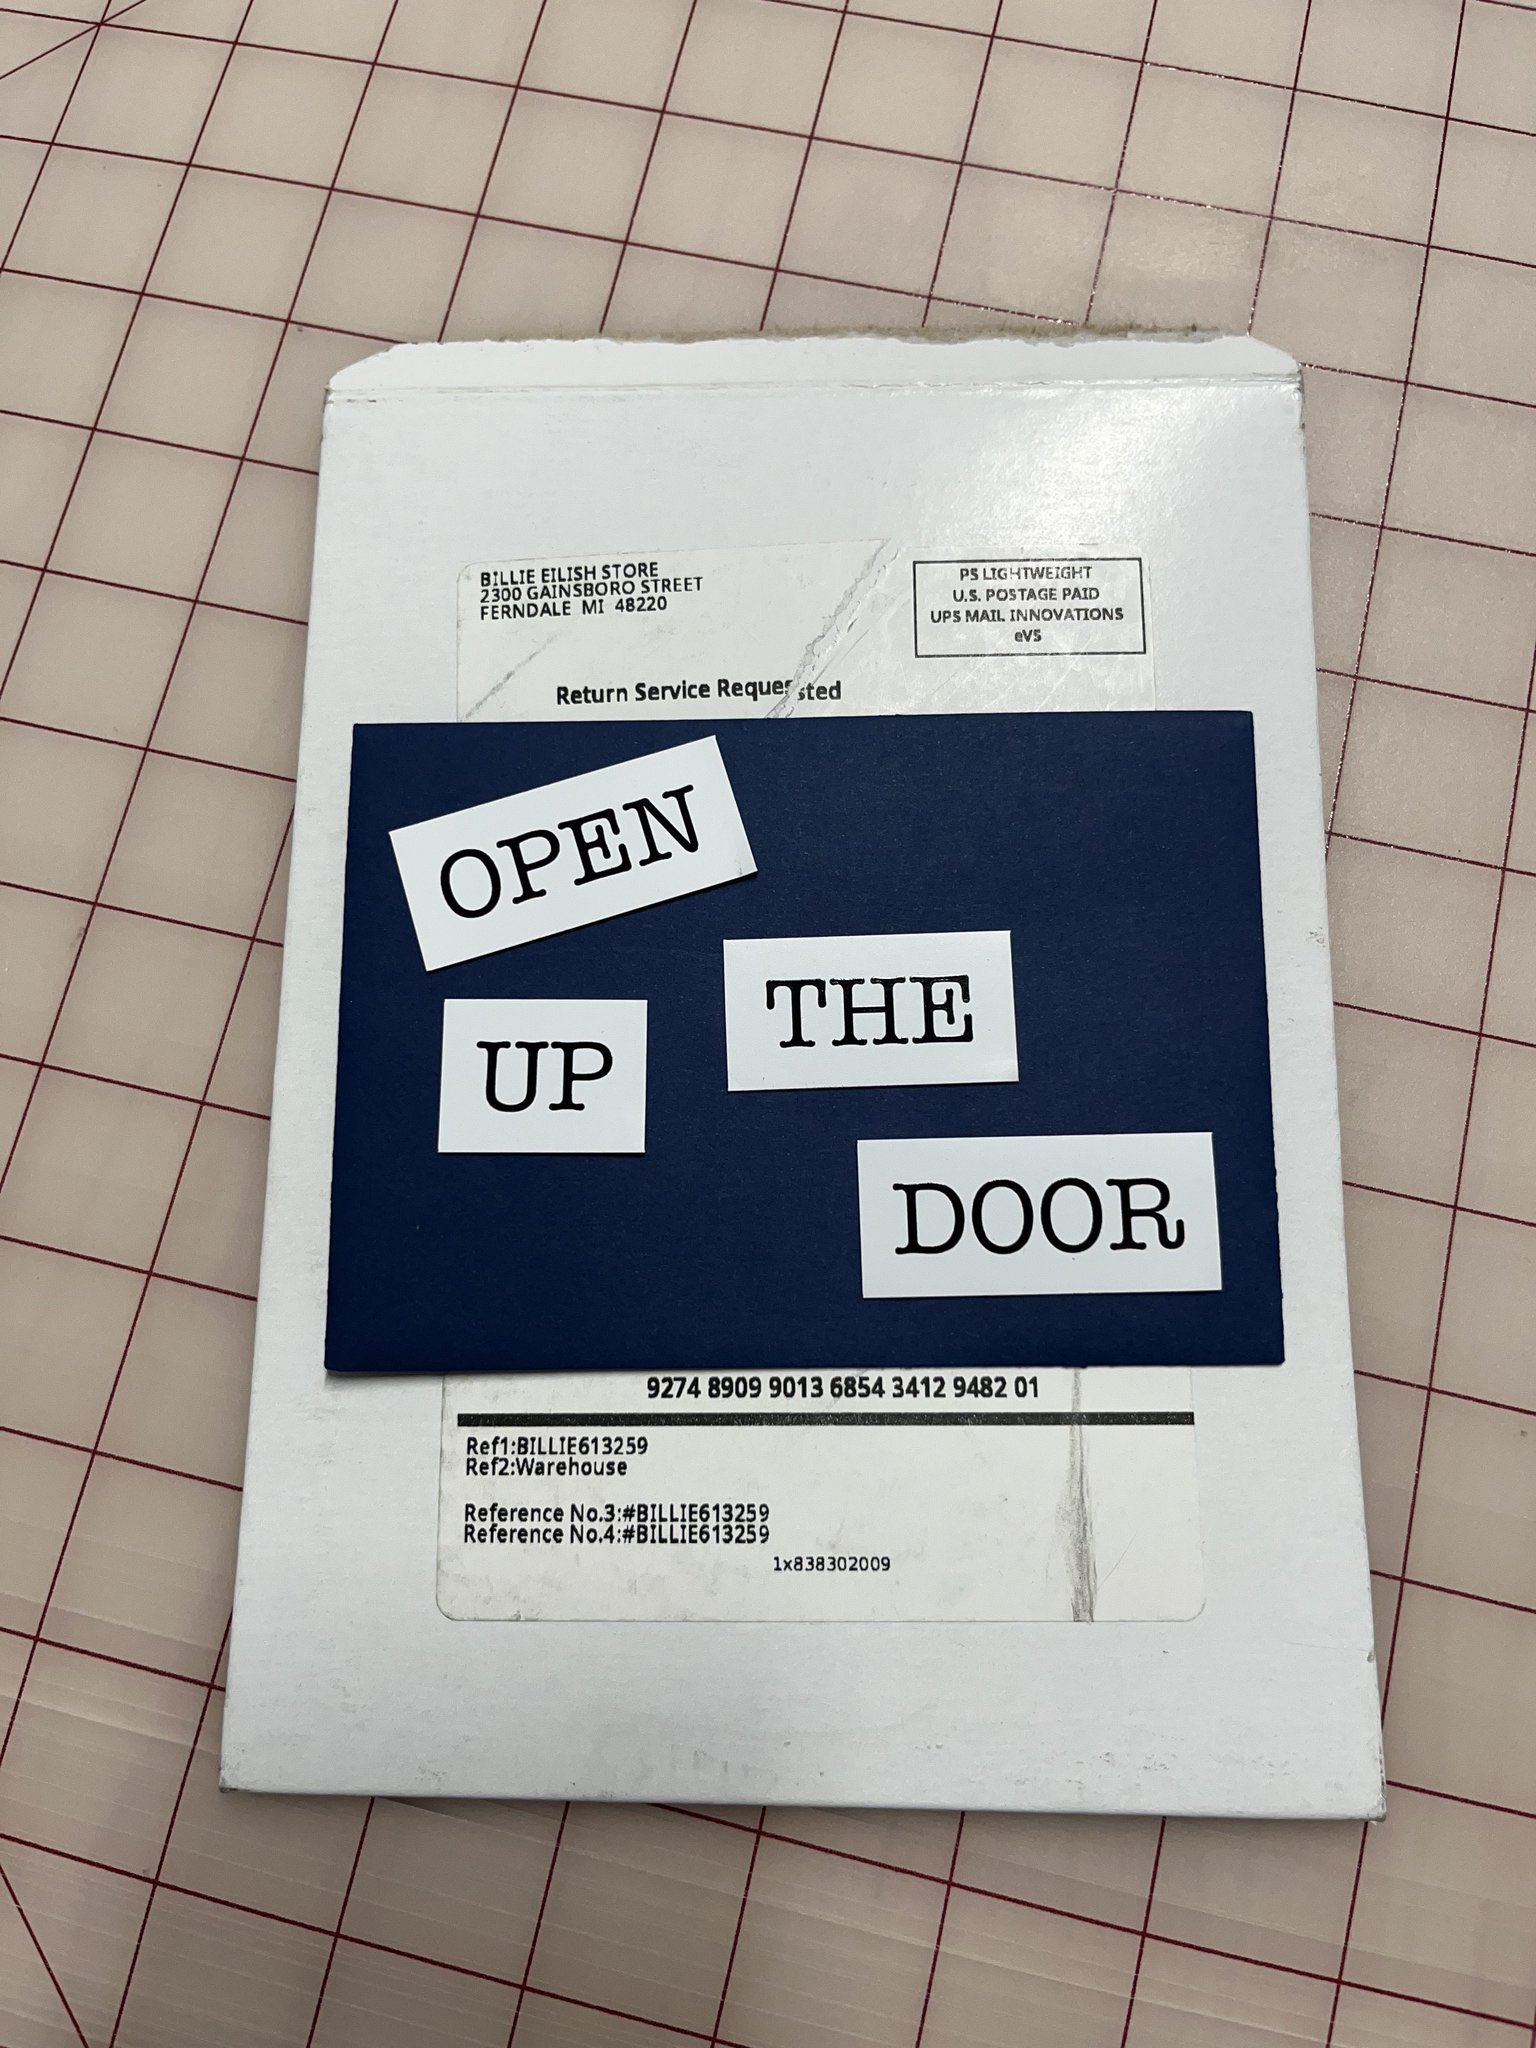 BILLIE EILISH STORE
2300 GAINSBORO STREET
FERNDALE MI 48220
PS LIGHTWEIGHT
U.S. POSTAGE PAID
UPS MAIL INNOVATIONS
eVS
Return Service Requested
OPEN
UP
THE
DOOR
9274 8909 9013 6854 3412 9482 01
Ref1:BILLIE613259
Ref2:Warehouse
Reference No.3:#BILLIE613259
Reference No.4:#BILLIE613259
1x838302009